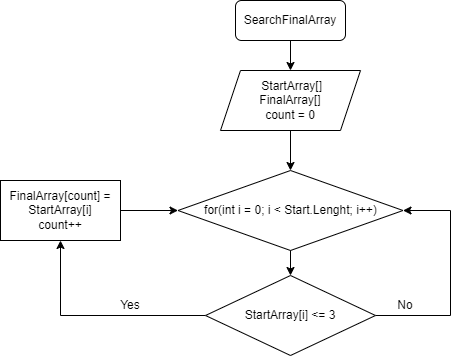 SearchFinalArray
StartArray[]
FinalArray[]
count = 0
for(int i = 0; i < Start.Lenght; i++)
FinalArray[count] =
StartArray[i]
count++
StartArray[i] <= 3
Yes
No